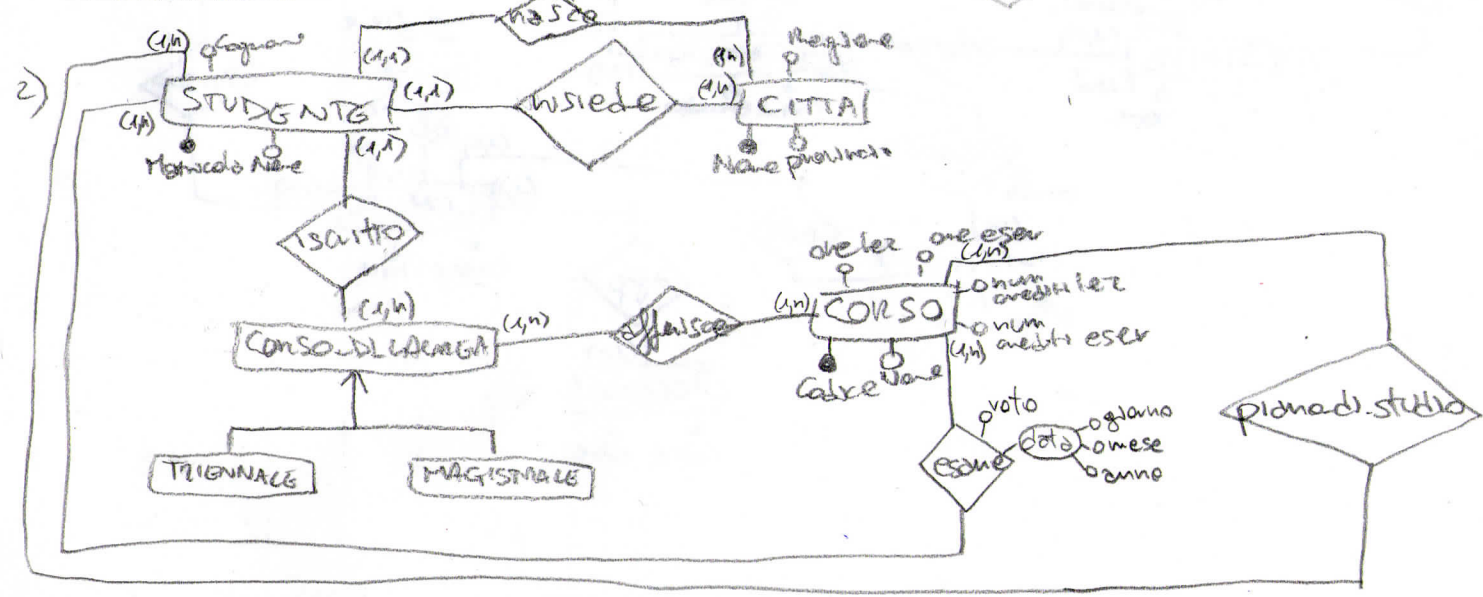 nasce
(1,n) Cognome (1,1) (1,n) Regione
2) STUDENTE (1,1) risiede (1,n) CITTA
(1,n) (1,1)
Matricola Nome Nome provincia
iscritto
ore lez ore eser
(1,n)
(1,n) num crediti lez
CORSO_DI_LAUREA (1,n) offerisce (1,n) CORSO num crediti eser
(1,n)
Codice Nome
voto
piano_di_studio
giorno
TRIENNALE MAGISTRALE esame data mese
anno